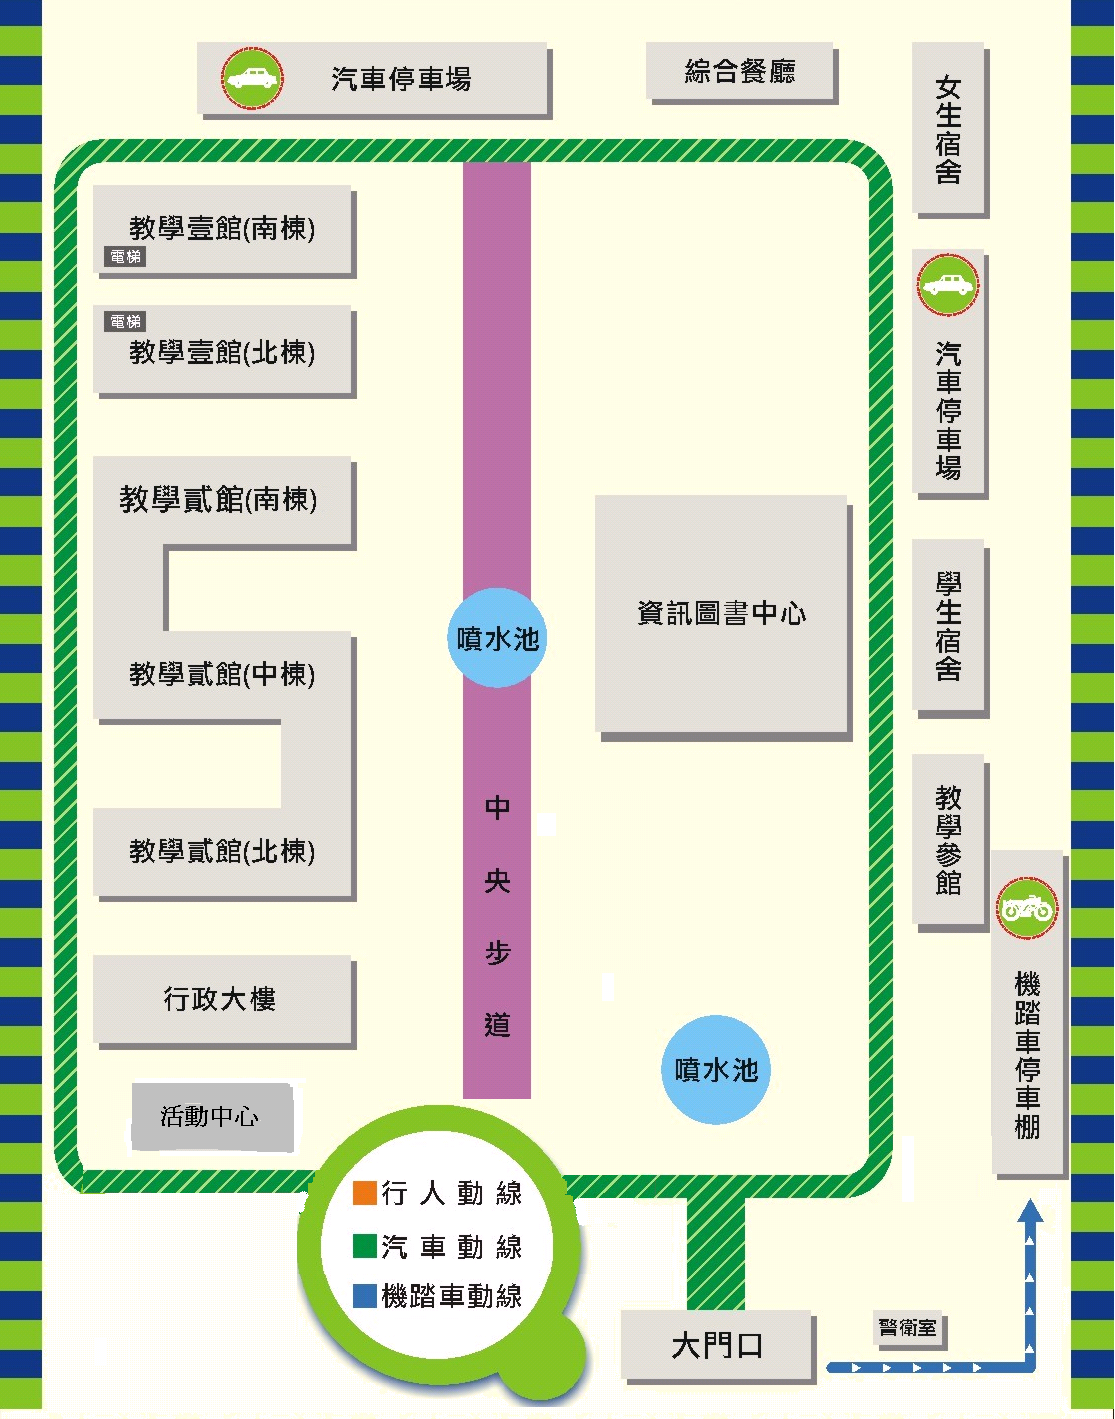 汽車停車場
綜合餐廳
女生宿舍
教學壹館(南棟)
電梯
電梯
教學壹館(北棟)
汽車停車場
教學貳館(南棟)
資訊圖書中心
學生宿舍
噴水池
教學貳館(中棟)
中央步道
教學參館
教學貳館(北棟)
機踏車停車棚
行政大樓
噴水池
活動中心
行人動線
汽車動線
機踏車動線
大門口
警衛室